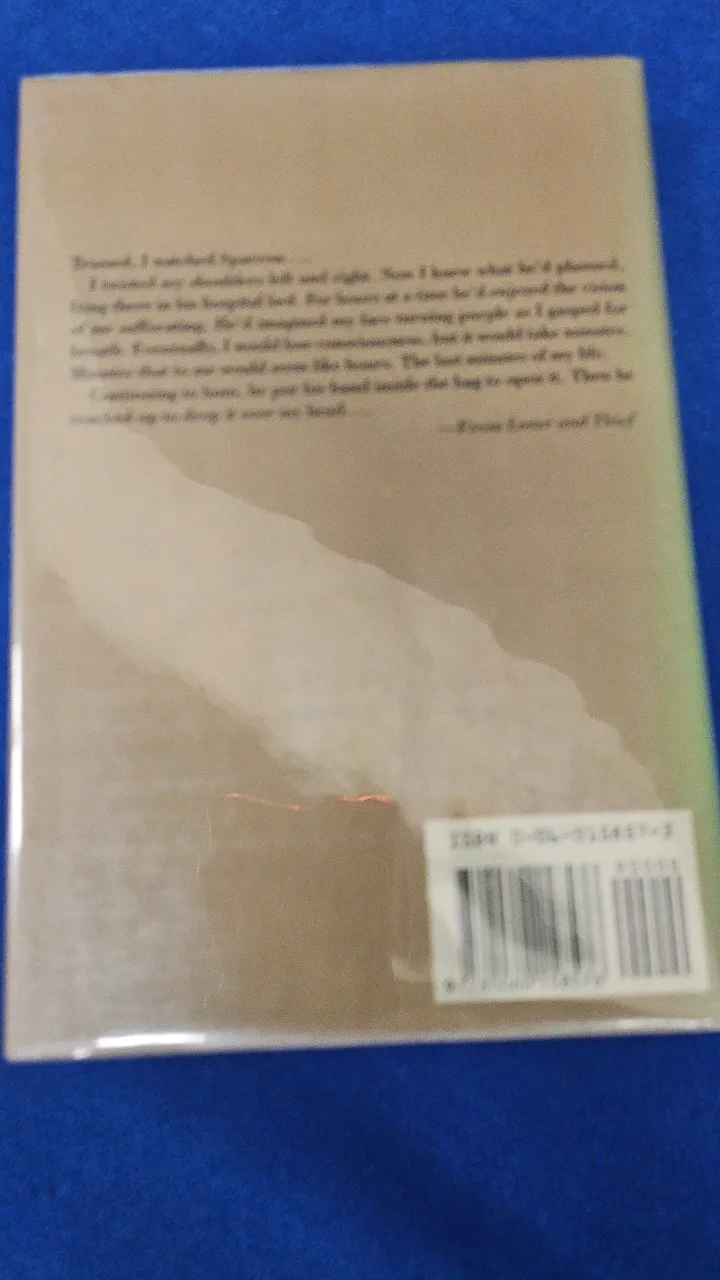 Trussed, I watched Sparrow....
I twisted my shoulders left and right. Now I knew what he'd planned,
lying there in his hospital bed. For hours at a time he'd enjoyed the vision
of me suffocating. He'd imagined my face turning purple as I gasped for
breath. Eventually, I would lose consciousness, but it would take minutes.
Minutes that to me would seem like hours. The last minutes of my life.
Continuing to hum, he put his hand inside the bag to open it. Then he
reached up to drop it over my head....
—From Lover and Thief
ISBN